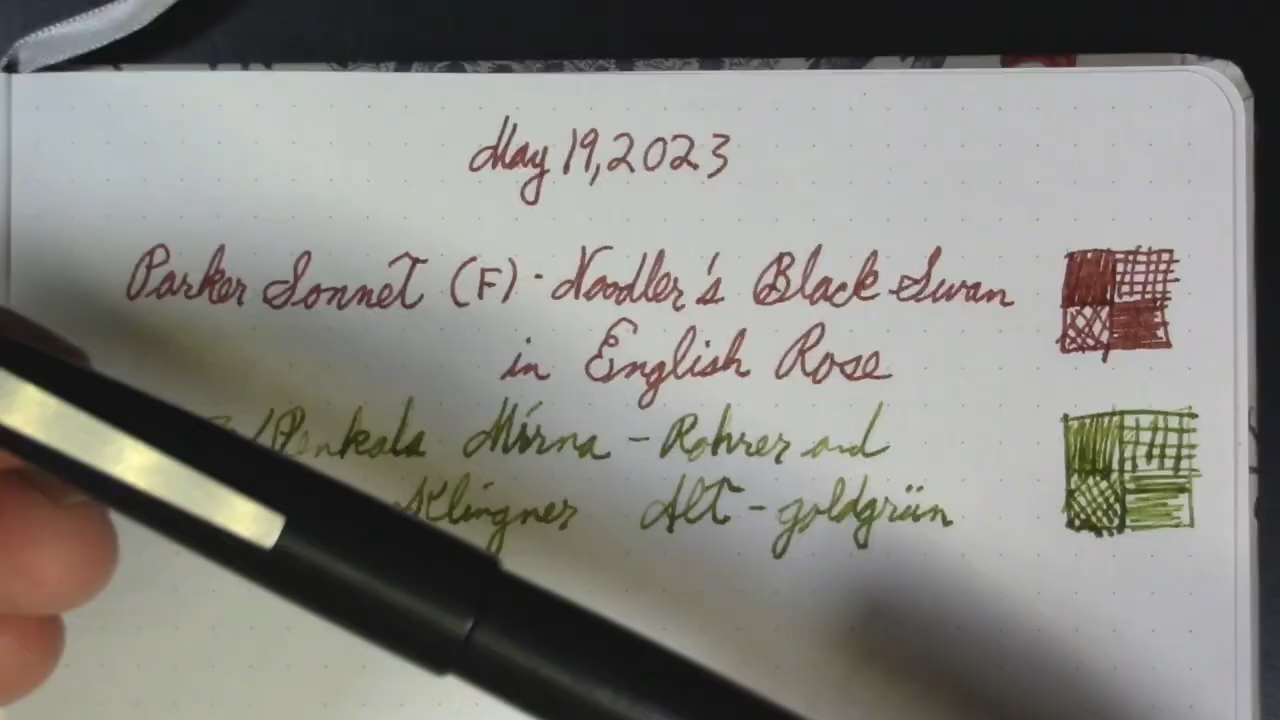 May 19, 2023
Parker Sonnet (F) - Noodler's Black Swan
in English Rose
Penkala Mirna - Rohrer and
Klingner Alt-goldgrün